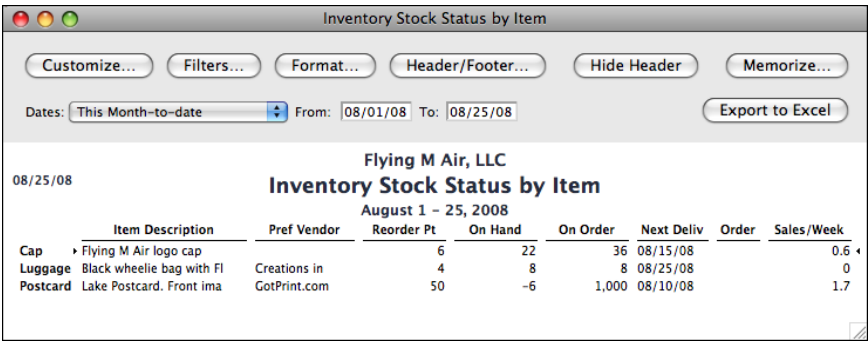 Inventory Stock Status by Item
Customize... Filters... Format... Header/Footer... Hide Header Memorize...
Dates: This Month-to-date From: 08/01/08 To: 08/25/08 Export to Excel
Flying M Air, LLC
08/25/08 Inventory Stock Status by Item
August 1 – 25, 2008
Item Description Pref Vendor Reorder Pt On Hand On Order Next Deliv Order Sales/Week
Cap Flying M Air logo cap 6 22 36 08/15/08 0.6
Luggage Black wheelie bag with Fl Creations in 4 8 8 08/25/08 0
Postcard Lake Postcard. Front ima GotPrint.com 50 -6 1,000 08/10/08 1.7